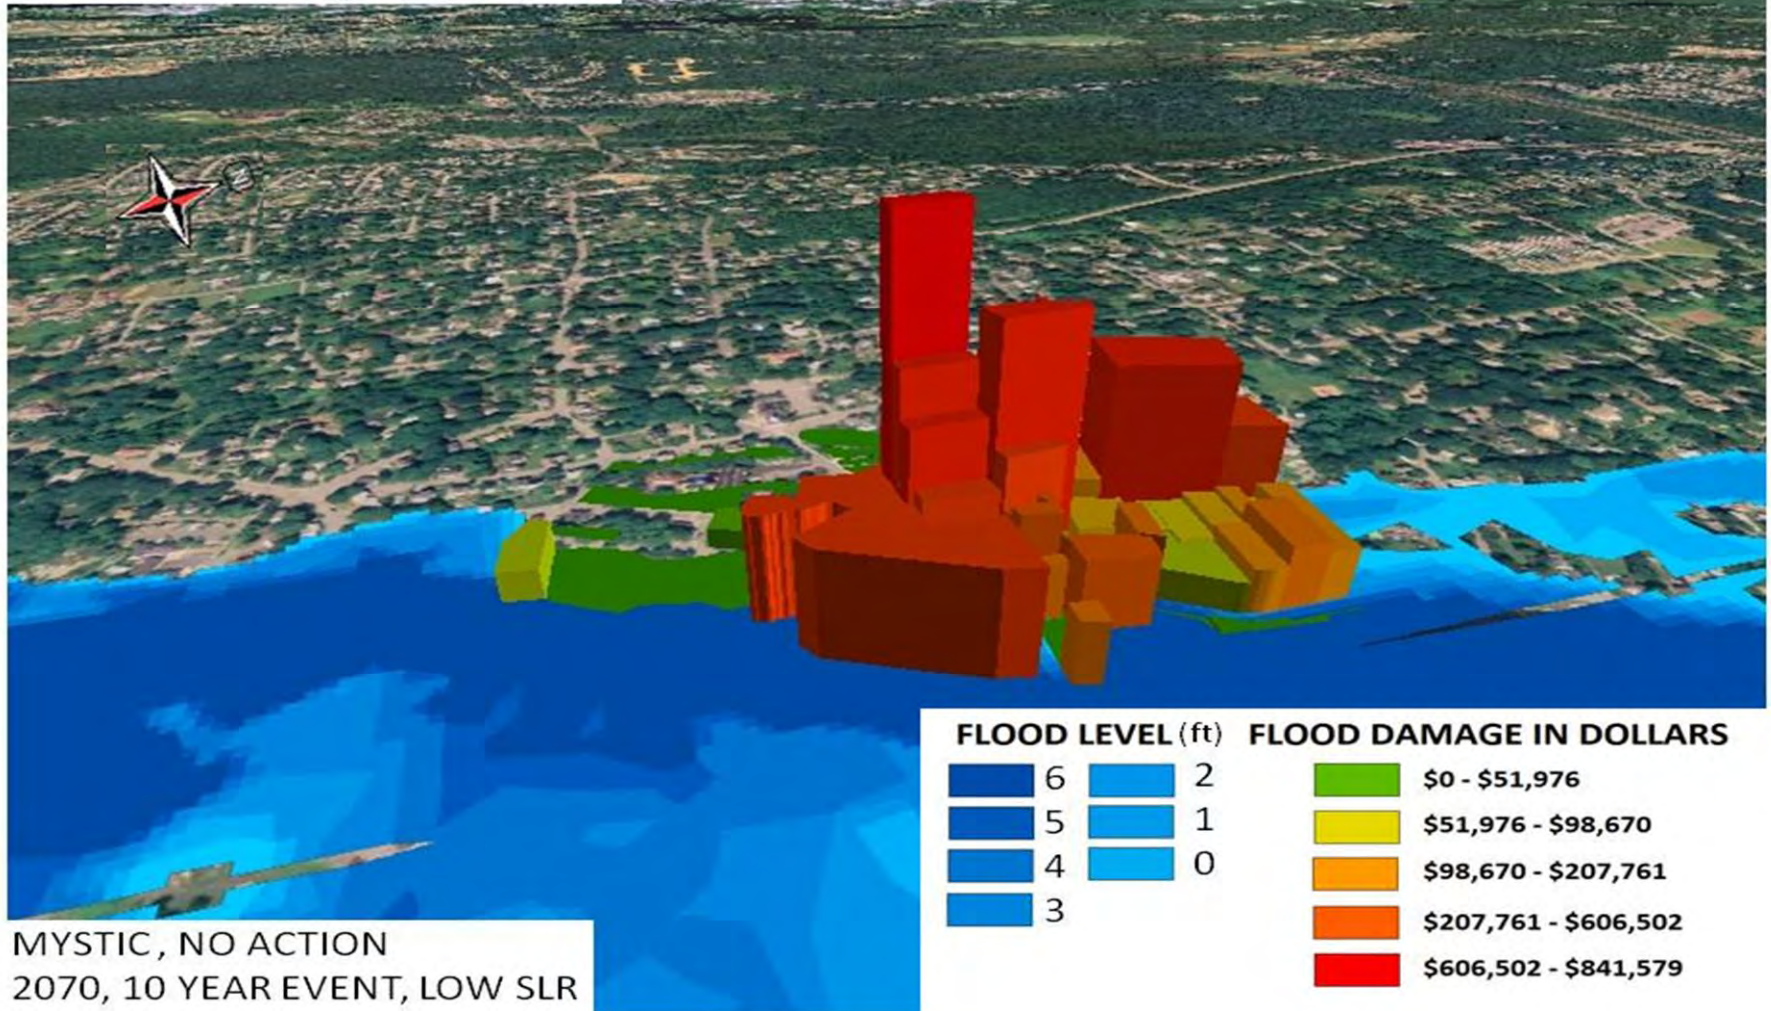 FLOOD LEVEL (ft)
6
5
4
3
2
1
0
FLOOD DAMAGE IN DOLLARS
$0 - $51,976
$51,976 - $98,670
$98,670 - $207,761
$207,761 - $606,502
$606,502 - $841,579
MYSTIC, NO ACTION
2070, 10 YEAR EVENT, LOW SLR